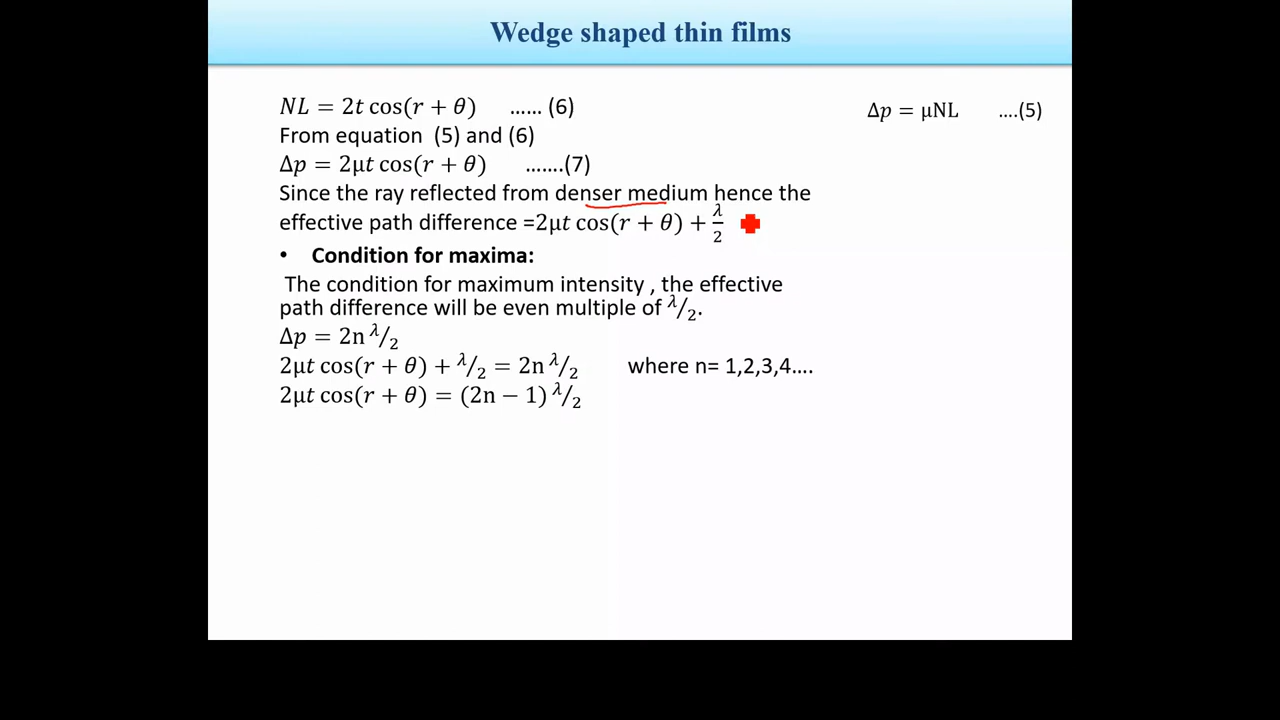 Wedge shaped thin films
NL = 2t cos(r + θ) ...... (6)
Δp = µNL ....(5)
From equation (5) and (6)
Δp = 2µt cos(r + θ) .......(7)
Since the ray reflected from denser medium hence the
effective path difference =2µt cos(r + θ) + λ/2
• Condition for maxima:
The condition for maximum intensity , the effective
path difference will be even multiple of λ/2.
Δp = 2n λ/2
2µt cos(r + θ) + λ/2 = 2n λ/2 where n= 1,2,3,4....
2µt cos(r + θ) = (2n − 1) λ/2